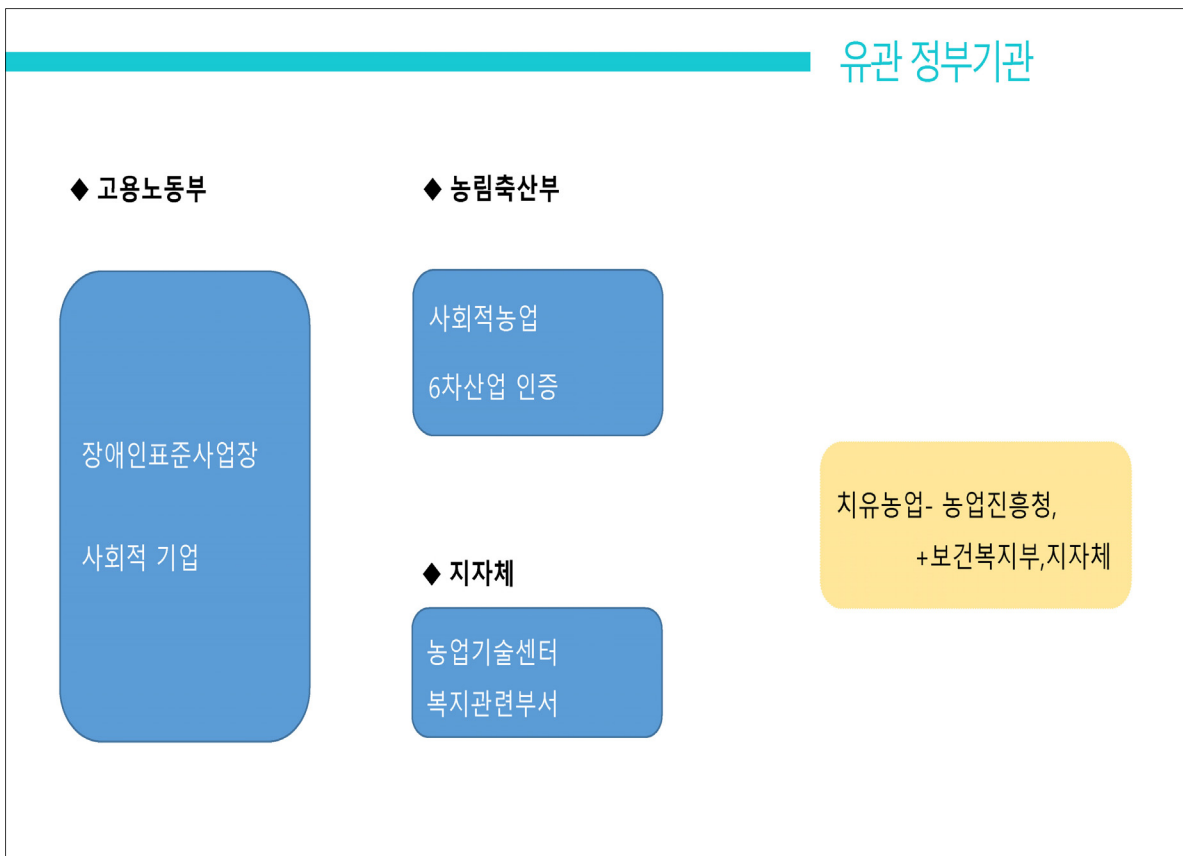 유관 정부기관
◆ 고용노동부
장애인표준사업장
사회적 기업
◆ 농림축산부
사회적농업
6차산업 인증
◆ 지자체
농업기술센터
복지관련부서
치유농업- 농업진흥청,
+보건복지부,지자체